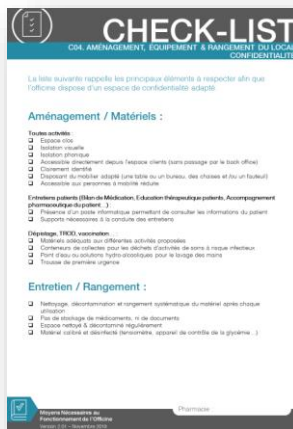 CHECK-LIST
C04. AMÉNAGEMENT, ÉQUIPEMENT & RANGEMENT DU LOCAL
CONFIDENTIALITÉ
La liste suivante rappelle les principaux éléments à respecter afin que
l'officine dispose d'un espace de confidentialité adapté
Aménagement / Matériels :
Toutes activités :
Espace clos
Isolation visuelle
Isolation phonique
Accessible directement depuis l'espace clients (sans passage par le back office)
Clairement identifié
Disposant du mobilier adapté (une table ou un bureau, des chaises et /ou un fauteuil)
Accessible aux personnes à mobilité réduite
Entretiens patients (Bilan de Médication, Education thérapeutique patients, Accompagnement
pharmaceutique du patient…) :
Présence d'un poste informatique permettant de consulter les informations du patient
Supports nécessaires à la conduite des entretiens
Dépistage, TROD, vaccination…
Matériels adéquats aux différentes activités proposées
Conteneurs de collectes pour les déchets d'activités de soins à risque infectieux
Point d'eau ou solutions hydro-alcooliques pour le lavage des mains
Trousse de première urgence
Entretien / Rangement :
Nettoyage, décontamination et rangement systématique du matériel après chaque
utilisation
Pas de stockage de médicaments, ni de documents
Espace nettoyé & décontaminé régulièrement
Matériel calibré et désinfecté (tensiomètre, appareil de contrôle de la glycémie…)
Moyens Nécessaires au
Fonctionnement de l'Officine
Version 2.01 – Novembre 2018
Pharmacie